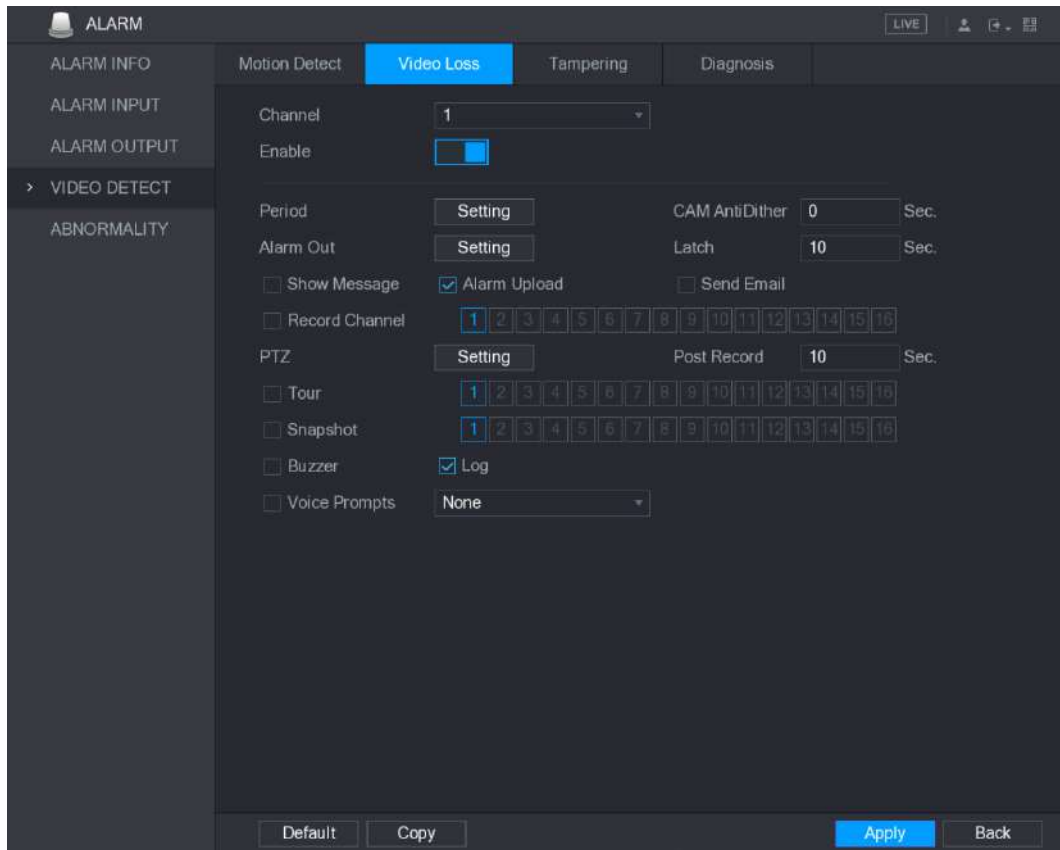 ALARM LIVE
ALARM INFO
ALARM INPUT
ALARM OUTPUT
> VIDEO DETECT
ABNORMALITY
Motion Detect Video Loss Tampering Diagnosis
Channel 1
Enable
Period Setting CAM AntiDither 0 Sec.
Alarm Out Setting Latch 10 Sec.
Show Message Alarm Upload Send Email
Record Channel 1 2 3 4 5 6 7 8 9 10 11 12 13 14 15 16
PTZ Setting Post Record 10 Sec.
Tour 1 2 3 4 5 6 7 8 9 10 11 12 13 14 15 16
Snapshot 1 2 3 4 5 6 7 8 9 10 11 12 13 14 15 16
Buzzer Log
Voice Prompts None
Default Copy Apply Back